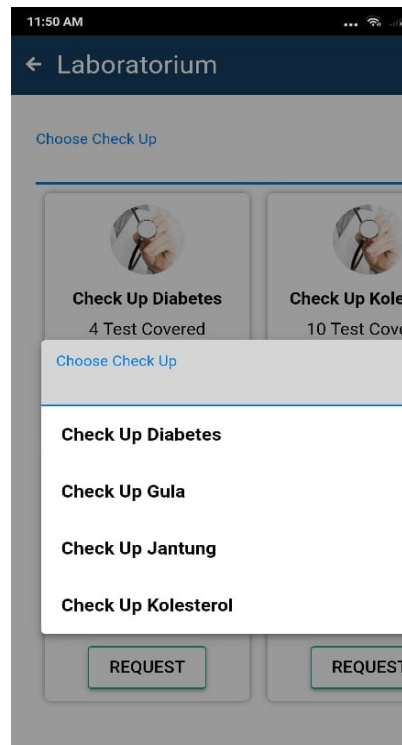 11:50 AM
← Laboratorium
Choose Check Up
Check Up Diabetes
4 Test Covered
Check Up Kole
10 Test Cove
Choose Check Up
Check Up Diabetes
Check Up Gula
Check Up Jantung
Check Up Kolesterol
REQUEST
REQUEST